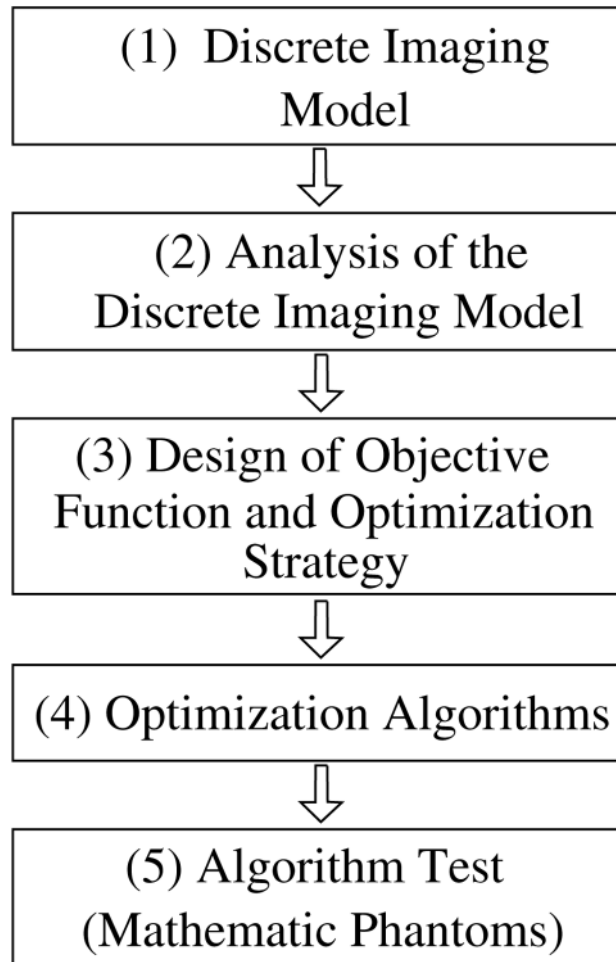 (1) Discrete Imaging
Model
(2) Analysis of the
Discrete Imaging Model
(3) Design of Objective
Function and Optimization
Strategy
(4) Optimization Algorithms
(5) Algorithm Test
(Mathematic Phantoms)